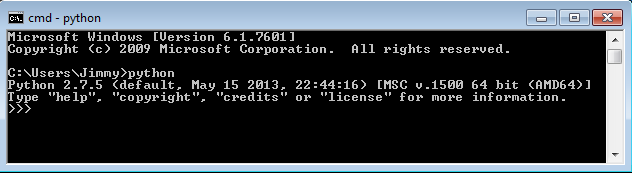 cmd - python
Microsoft Windows [Version 6.1.7601]
Copyright (c) 2009 Microsoft Corporation.  All rights reserved.
C:\Users\Jimmy>python
Python 2.7.5 (default, May 15 2013, 22:44:16) [MSC v.1500 64 bit (AMD64)]
Type "help", "copyright", "credits" or "license" for more information.
>>>